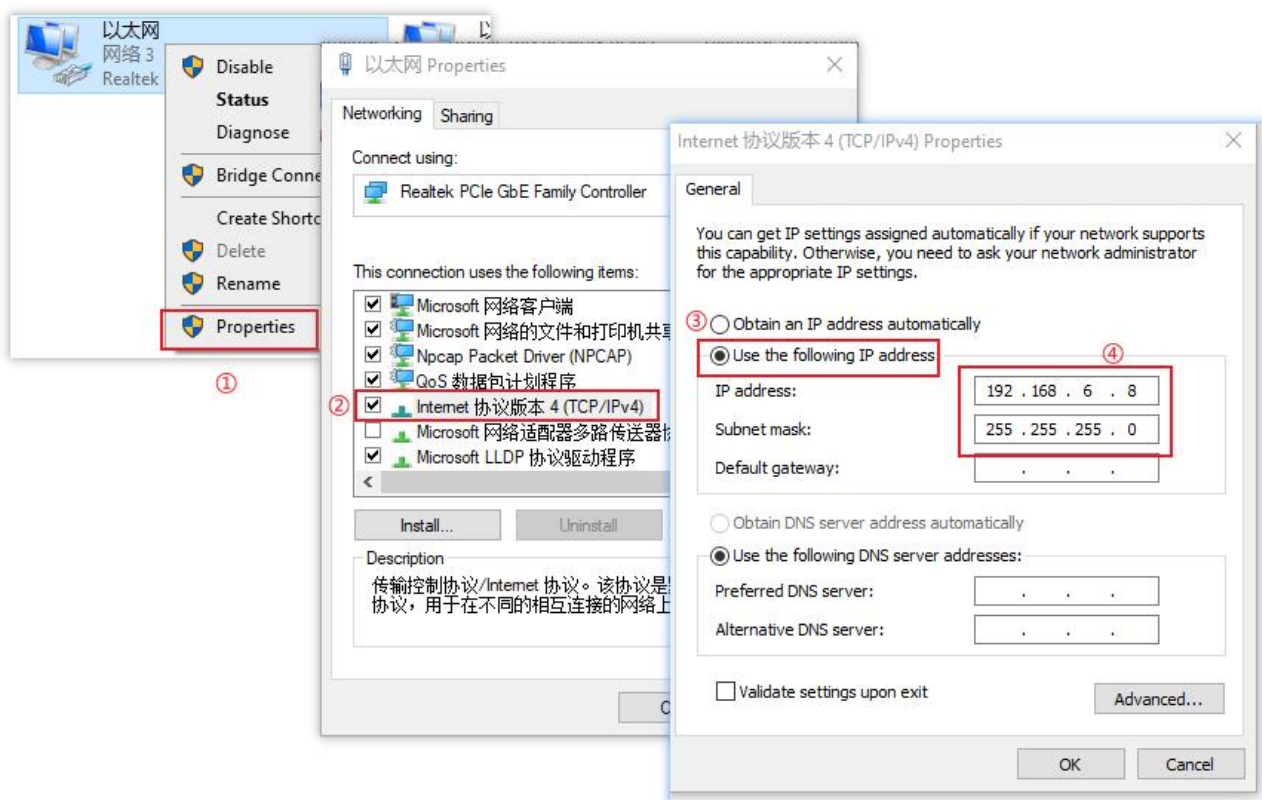 以太网
网络 3
Realtek
Disable
Status
Diagnose
Bridge Conne
Create Shortc
Delete
Rename
Properties
①
以太网 Properties
Networking
Sharing
Connect using:
Realtek PCIe GbE Family Controller
This connection uses the following items:
Microsoft 网络客户端
Microsoft 网络的文件和打印机共享
Npcap Packet Driver (NPCAP)
QoS 数据包计划程序
②
Internet 协议版本 4 (TCP/IPv4)
Microsoft 网络适配器多路传送器协
Microsoft LLDP 协议驱动程序
Install...
Uninstall
Description
传输控制协议/Internet 协议。该协议是
协议，用于在不同的相互连接的网络上
Internet 协议版本 4 (TCP/IPv4) Properties
General
You can get IP settings assigned automatically if your network supports
this capability. Otherwise, you need to ask your network administrator
for the appropriate IP settings.
③
Obtain an IP address automatically
Use the following IP address
④
IP address:
192 . 168 . 6 . 8
Subnet mask:
255 . 255 . 255 . 0
Default gateway:
. . .
Obtain DNS server address automatically
Use the following DNS server addresses:
Preferred DNS server:
. . .
Alternative DNS server:
. . .
Validate settings upon exit
Advanced...
OK
Cancel